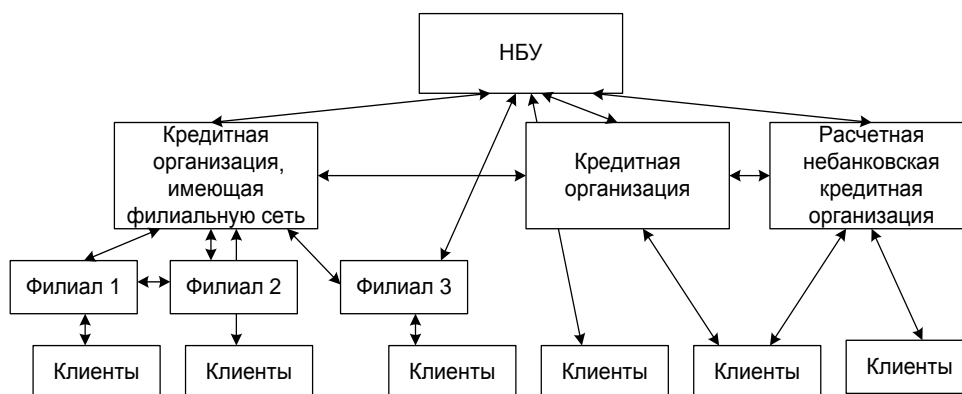 НБУ
Кредитная
организация,
имеющая
филиальную сеть
Кредитная
организация
Расчетная
небанковская
кредитная
организация
Филиал 1
Филиал 2
Филиал 3
Клиенты
Клиенты
Клиенты
Клиенты
Клиенты
Клиенты